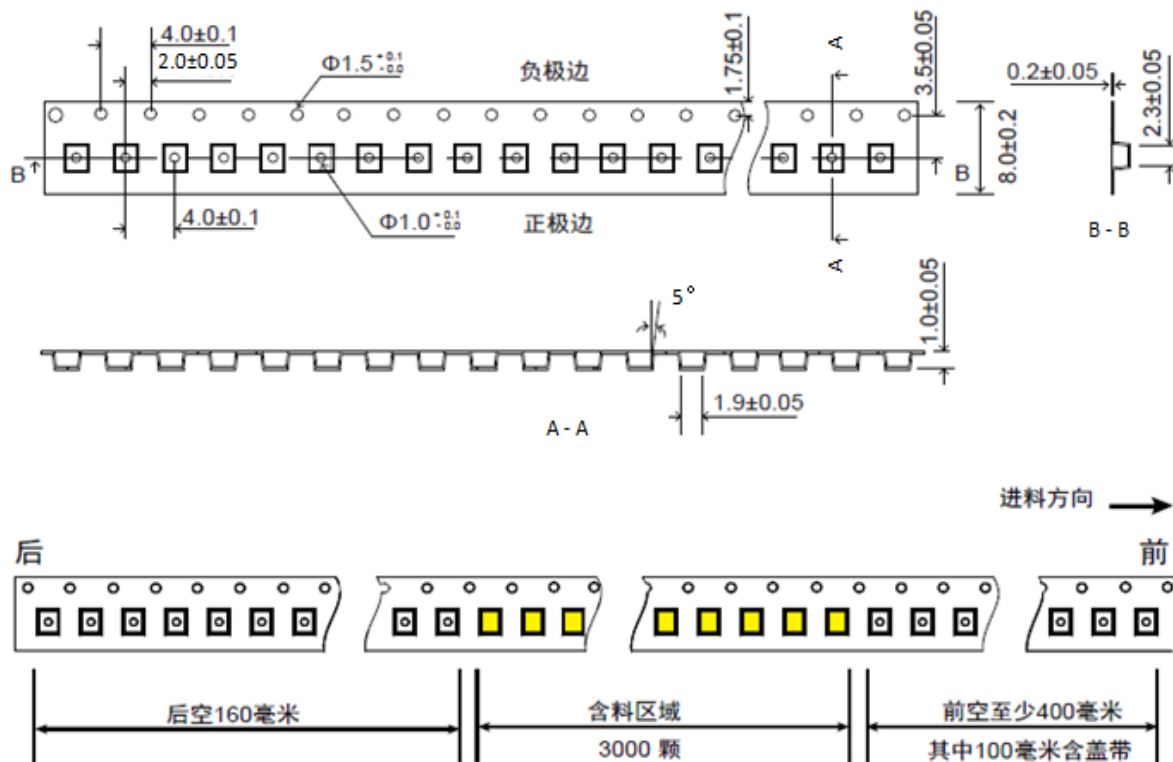 4.0±0.1
2.0±0.05
Φ1.5 +0.1 -0.0
负极边
1.75±0.1
A
3.5±0.05
0.2±0.05
2.3±0.05
8.0±0.2
B
B
4.0±0.1
Φ1.0 +0.1 -0.0
正极边
A
B - B
5°
1.0±0.05
1.9±0.05
A - A
进料方向
后
前
后空160毫米
含料区域
前空至少400毫米
3000 颗
其中100毫米含盖带